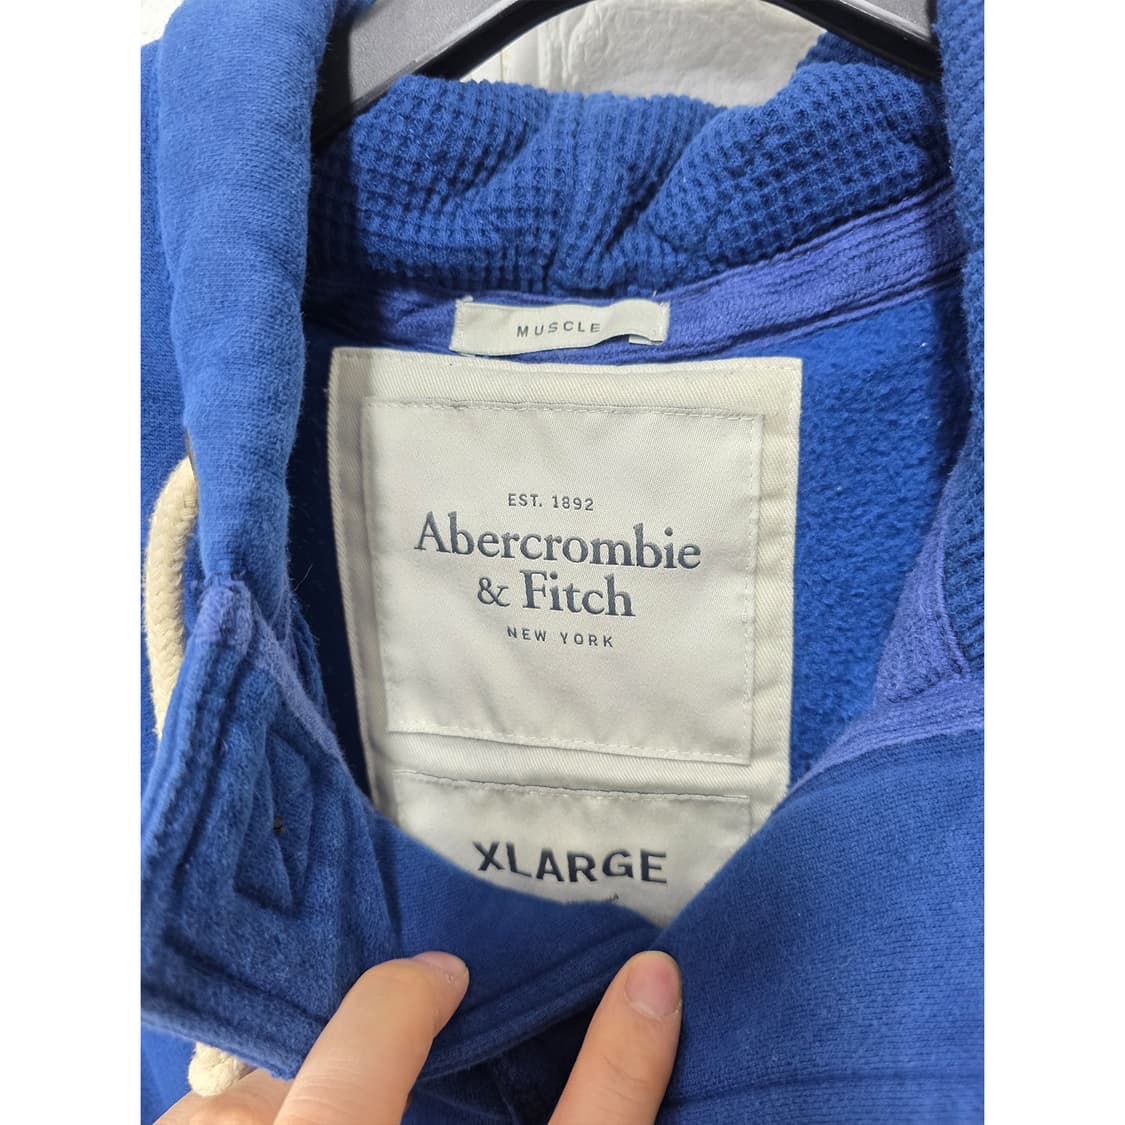 MUSCLE
EST. 1892
Abercrombie
& Fitch
NEW YORK
XLARGE